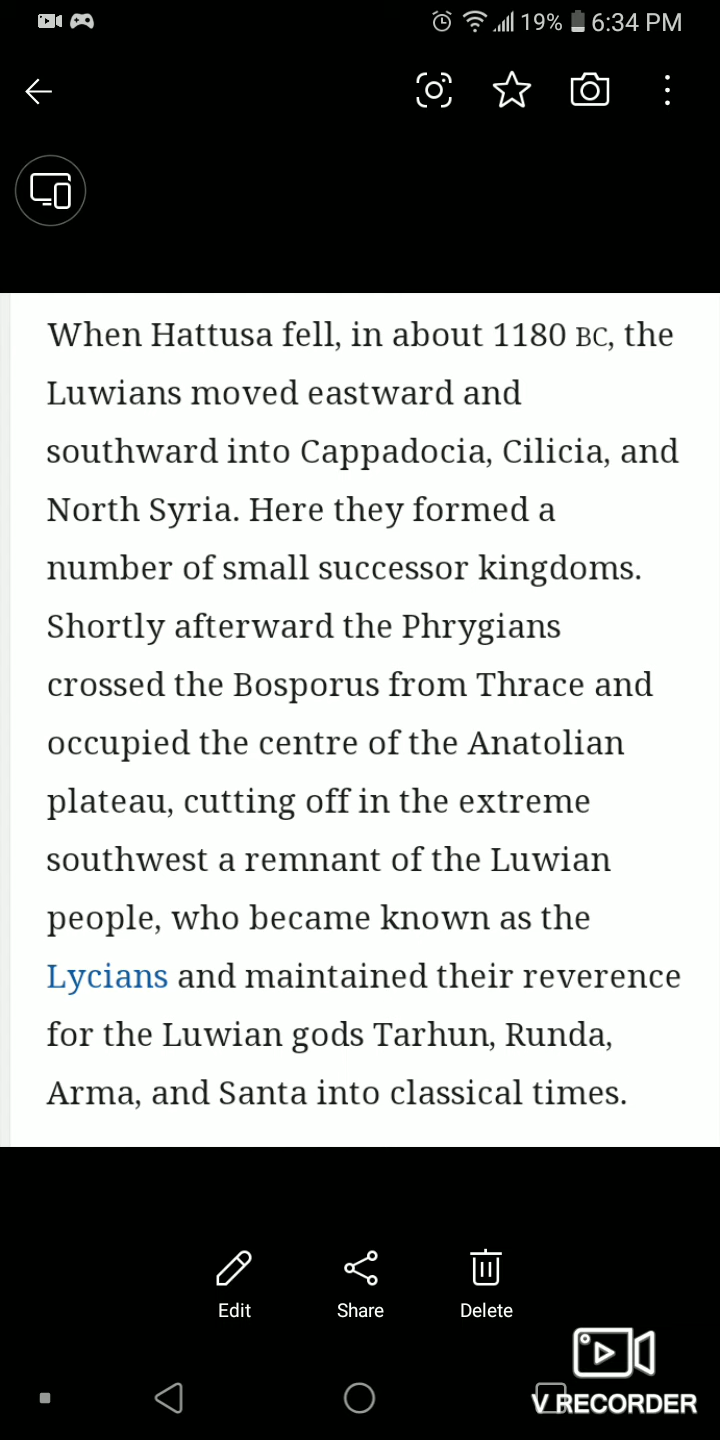 19% 6:34 PM
When Hattusa fell, in about 1180 BC, the
Luwians moved eastward and
southward into Cappadocia, Cilicia, and
North Syria. Here they formed a
number of small successor kingdoms.
Shortly afterward the Phrygians
crossed the Bosporus from Thrace and
occupied the centre of the Anatolian
plateau, cutting off in the extreme
southwest a remnant of the Luwian
people, who became known as the
Lycians and maintained their reverence
for the Luwian gods Tarhun, Runda,
Arma, and Santa into classical times.
Edit Share Delete
V RECORDER